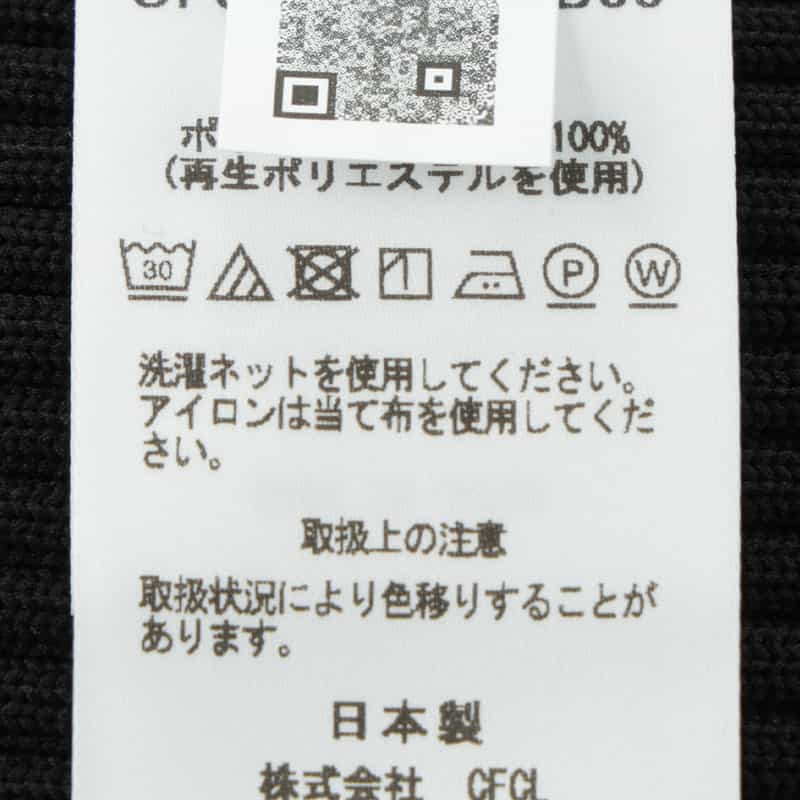 ポ 100%
(再生ポリエステルを使用)
30 P W
洗濯ネットを使用してください。
アイロンは当て布を使用してくだ
さい。
取扱上の注意
取扱状況により色移りすることが
あります。
日本製
株式会社 CFCL